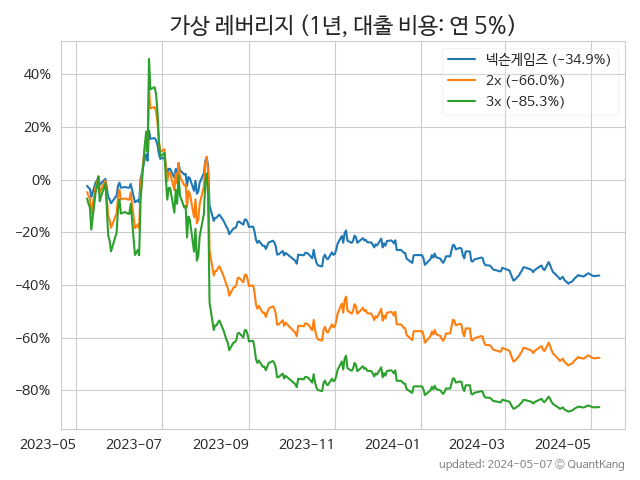 가상 레버리지 (1년, 대출 비용: 연 5%)
넥슨게임즈 (-34.9%)
2x (-66.0%)
3x (-85.3%)
40%
20%
0%
−20%
−40%
−60%
−80%
2023-05
2023-07
2023-09
2023-11
2024-01
2024-03
2024-05
updated: 2024-05-07 © QuantKang